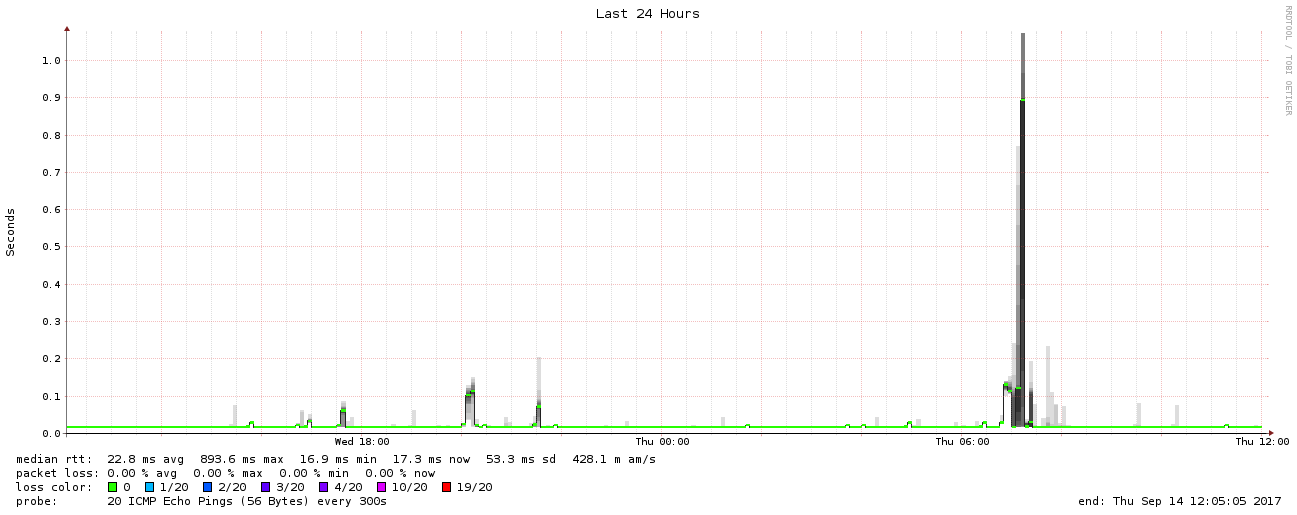 Last 24 Hours
RRDTOOL / TOBI OETIKER
Seconds
1.0
0.9
0.8
0.7
0.6
0.5
0.4
0.3
0.2
0.1
0.0
Wed 18:00 Thu 00:00 Thu 06:00 Thu 12:00
median rtt: 22.8 ms avg 893.6 ms max 16.9 ms min 17.3 ms now 53.3 ms sd 428.1 m am/s
packet loss: 0.00 % avg 0.00 % max 0.00 % min 0.00 % now
loss color: 0 1/20 2/20 3/20 4/20 10/20 19/20
probe: 20 ICMP Echo Pings (56 Bytes) every 300s end: Thu Sep 14 12:05:05 2017